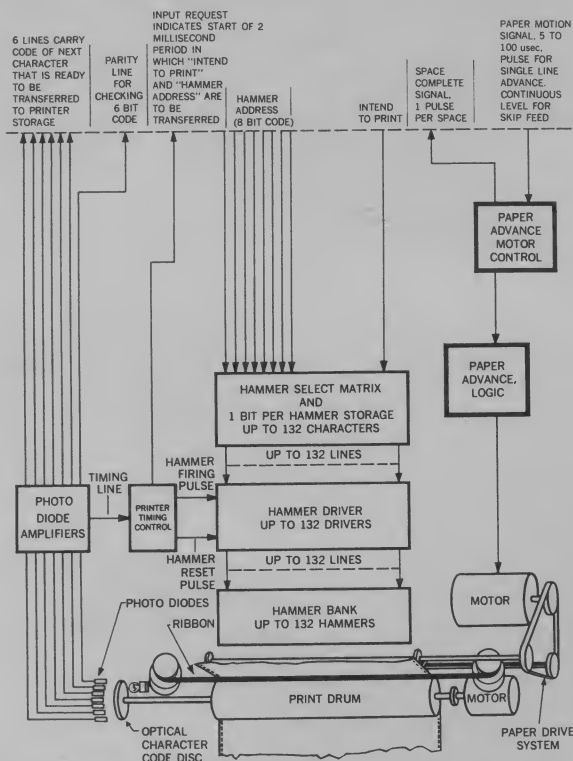 6 LINES CARRY
CODE OF NEXT
CHARACTER
THAT IS READY
TO BE
TRANSFERRED
TO PRINTER
STORAGE
PARITY
LINE FOR
CHECKING
6 BIT
CODE
INPUT REQUEST
INDICATES START OF 2
MILLISECOND
PERIOD IN
WHICH "INTEND
TO PRINT"
AND "HAMMER
ADDRESS" ARE
TO BE
TRANSFERRED
HAMMER
ADDRESS
(8 BIT CODE)
INTEND
TO PRINT
SPACE
COMPLETE
SIGNAL,
1 PULSE
PER SPACE
PAPER MOTION
SIGNAL, 5 TO
100 usec,
PULSE FOR
SINGLE LINE
ADVANCE.
CONTINUOUS
LEVEL FOR
SKIP FEED
PAPER
ADVANCE
MOTOR
CONTROL
PAPER
ADVANCE,
LOGIC
HAMMER SELECT MATRIX
AND
1 BIT PER HAMMER STORAGE
UP TO 132 CHARACTERS
UP TO 132 LINES
PHOTO
DIODE
AMPLIFIERS
TIMING
LINE
PRINTER
TIMING
CONTROL
HAMMER
FIRING
PULSE
HAMMER
RESET
PULSE
HAMMER DRIVER
UP TO 132 DRIVERS
UP TO 132 LINES
HAMMER BANK
UP TO 132 HAMMERS
MOTOR
PHOTO DIODES
RIBBON
PRINT DRUM
MOTOR
OPTICAL
CHARACTER
CODE DISC
PAPER DRIVE
SYSTEM